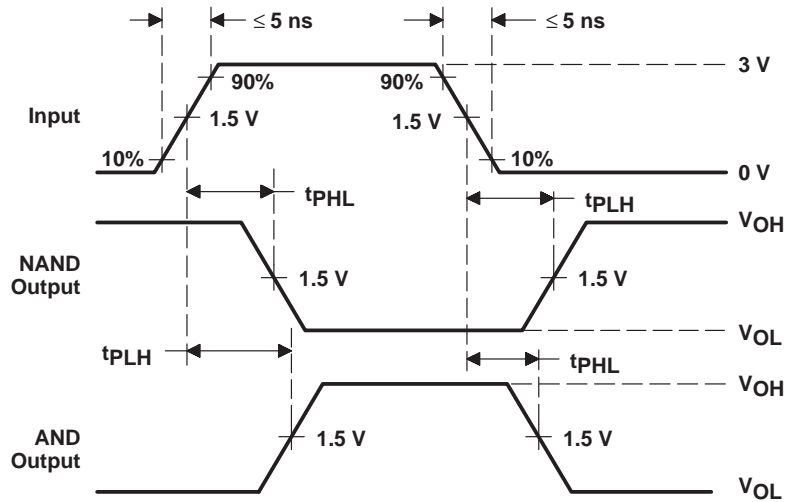 ≤ 5 ns
≤ 5 ns
3 V
90%
90%
Input
1.5 V
1.5 V
10%
10%
0 V
tPHL
tPLH
VOH
NAND
Output
1.5 V
1.5 V
VOL
tPLH
tPHL
VOH
AND
Output
1.5 V
1.5 V
VOL